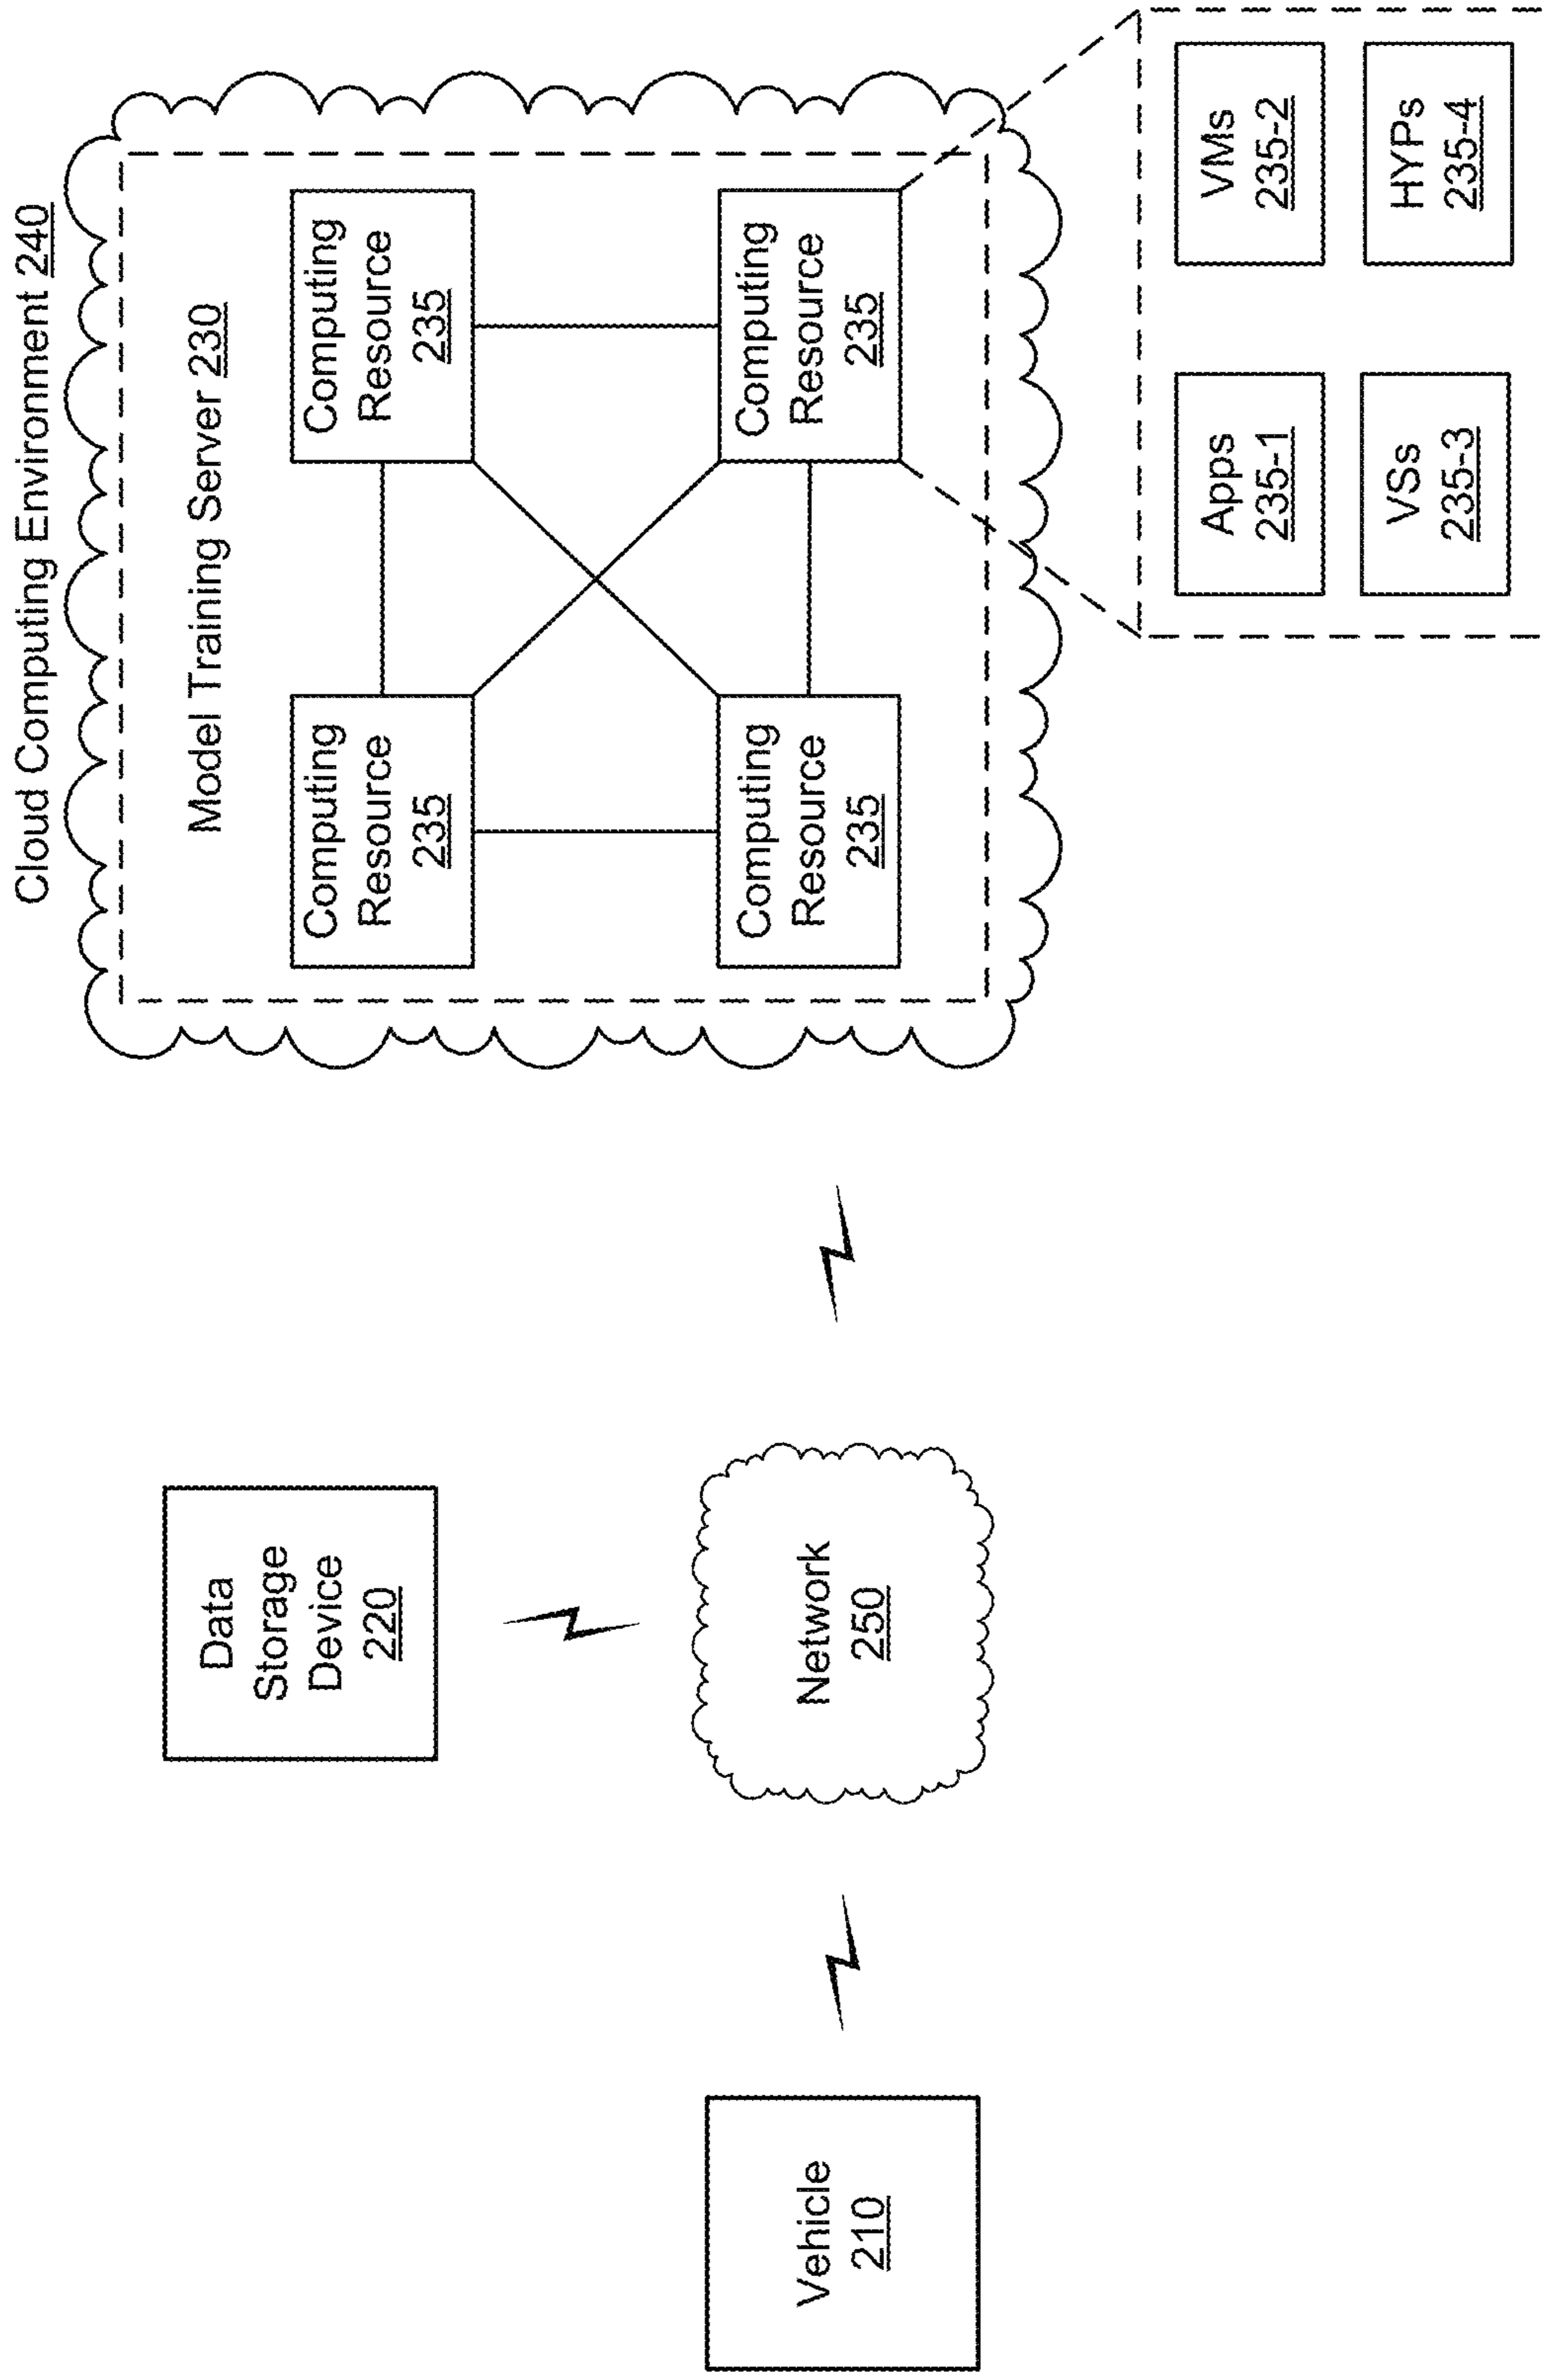 Cloud Computing Environment 240
Model Training Server 230
Computing
Resource
235
Computing
Resource
235
Computing
Resource
235
Computing
Resource
235
Data
Storage
Device
220
Network
250
Vehicle
210
Apps
235-1
VMs
235-2
VSs
235-3
HYPs
235-4